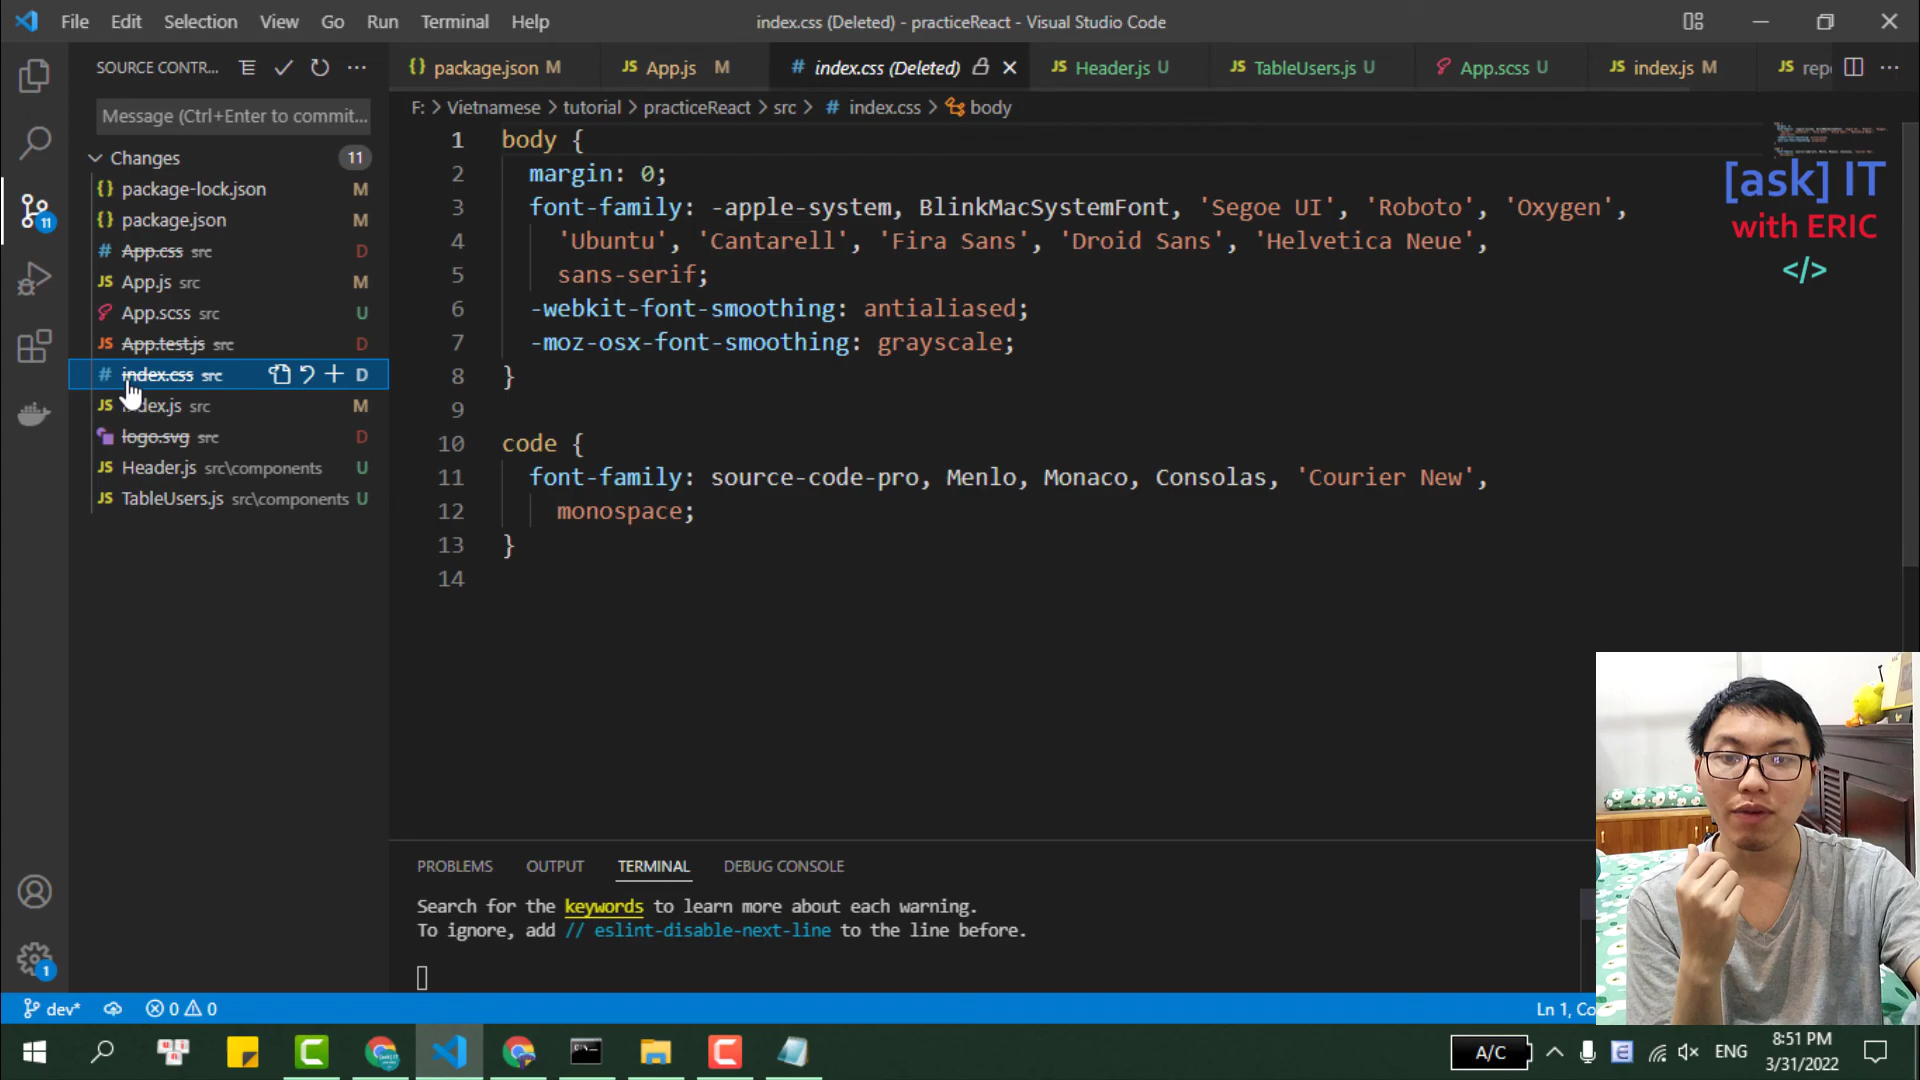 File Edit Selection View Go Run Terminal Help
index.css (Deleted) - practiceReact - Visual Studio Code
SOURCE CONTR...
package.json M
App.js M
index.css (Deleted)
Header.js U
TableUsers.js U
App.scss U
index.js M
F: > Vietnamese > tutorial > practiceReact > src > # index.css > body
Message (Ctrl+Enter to commit...
Changes 11
package-lock.json M
package.json M
App.css src D
App.js src M
App.scss src U
App.test.js src D
index.css src D
index.js src M
logo.svg src D
Header.js src\components U
TableUsers.js src\components U
11
1 body {
2 margin: 0;
3 font-family: -apple-system, BlinkMacSystemFont, 'Segoe UI', 'Roboto', 'Oxygen',
4 'Ubuntu', 'Cantarell', 'Fira Sans', 'Droid Sans', 'Helvetica Neue',
5 sans-serif;
6 -webkit-font-smoothing: antialiased;
7 -moz-osx-font-smoothing: grayscale;
8 }
9
10 code {
11 font-family: source-code-pro, Menlo, Monaco, Consolas, 'Courier New',
12 monospace;
13 }
14
[ask] IT
with ERIC
</>
PROBLEMS OUTPUT TERMINAL DEBUG CONSOLE
Search for the keywords to learn more about each warning.
To ignore, add // eslint-disable-next-line to the line before.
1
dev* 0 0
Ln 1, Co
A/C
ENG
8:51 PM
3/31/2022